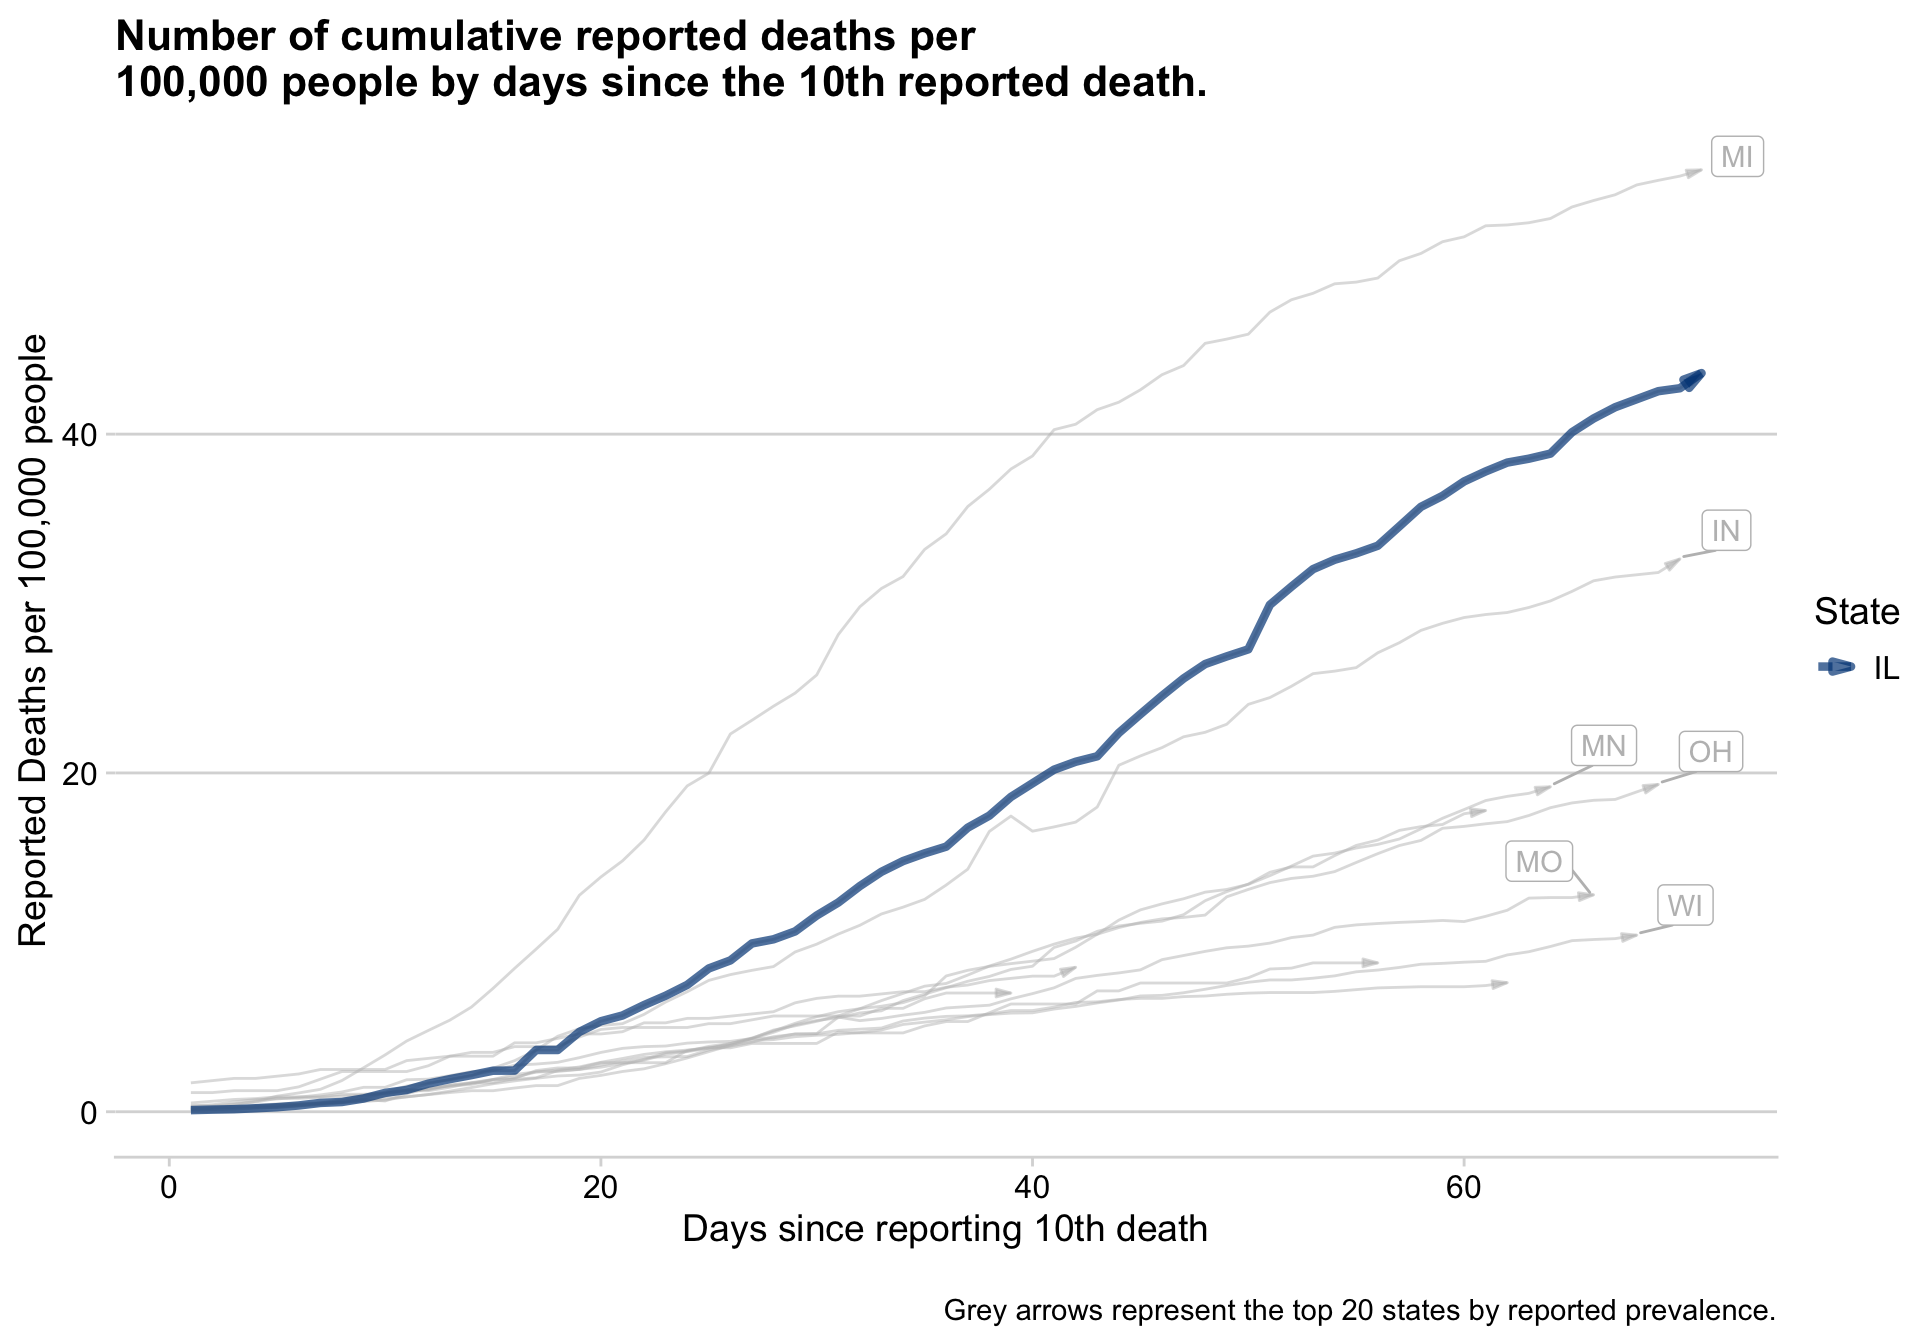 Number of cumulative reported deaths per
100,000 people by days since the 10th reported death.
Reported Deaths per 100,000 people
40
20
0
MI
IN
MN
OH
MO
WI
State
IL
0
20
40
60
Days since reporting 10th death
Grey arrows represent the top 20 states by reported prevalence.